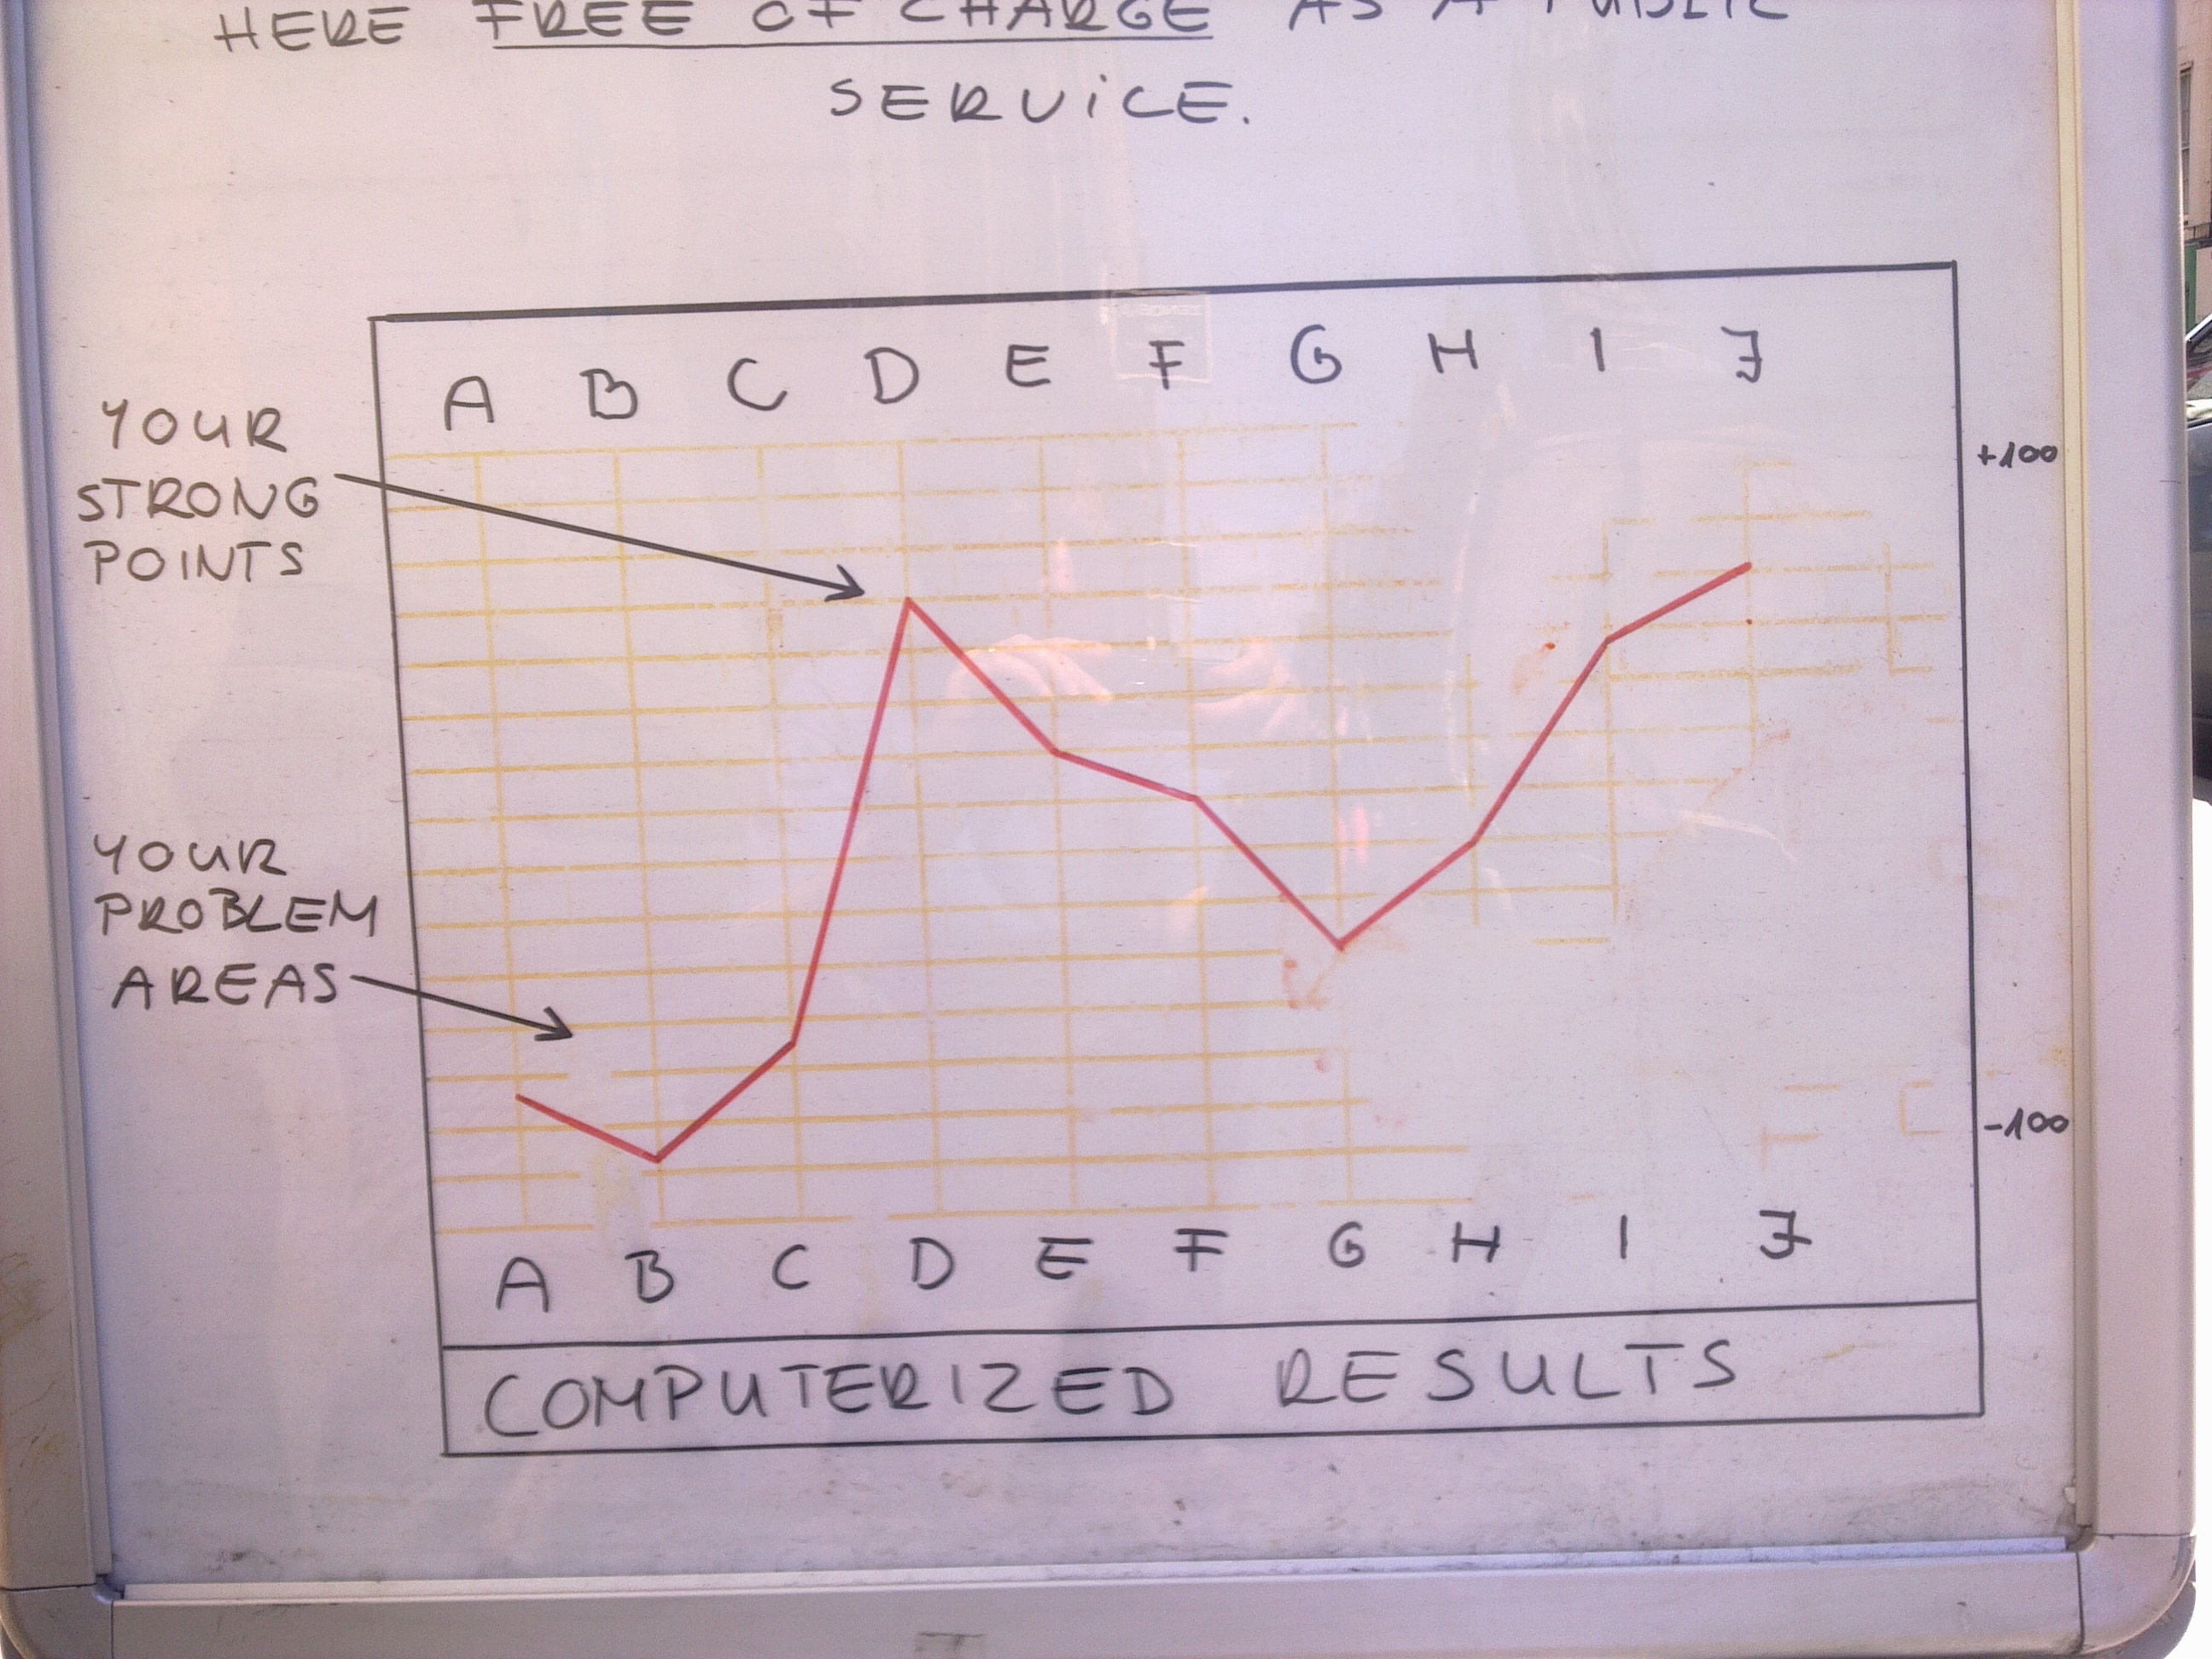 HERE FREE OF CHARGE AS A PUBLIC
SERViCE.
A B C D E F G H I J
+100
YOUR
STRONG
POINTS
YOUR
PROBLEM
AREAS
-100
A B C D E F G H I J
COMPUTERIZED RESULTS